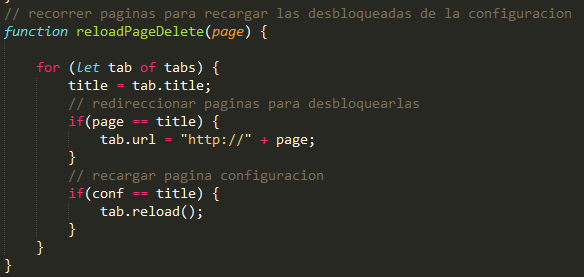 // recorrer paginas para recargar las desbloqueadas de la configuracion
function reloadPageDelete(page) {
for (let tab of tabs) {
title = tab.title;
// redireccionar paginas para desbloquearlas
if(page == title) {
tab.url = "http://" + page;
}
// recargar pagina configuracion
if(conf == title) {
tab.reload();
}
}
}